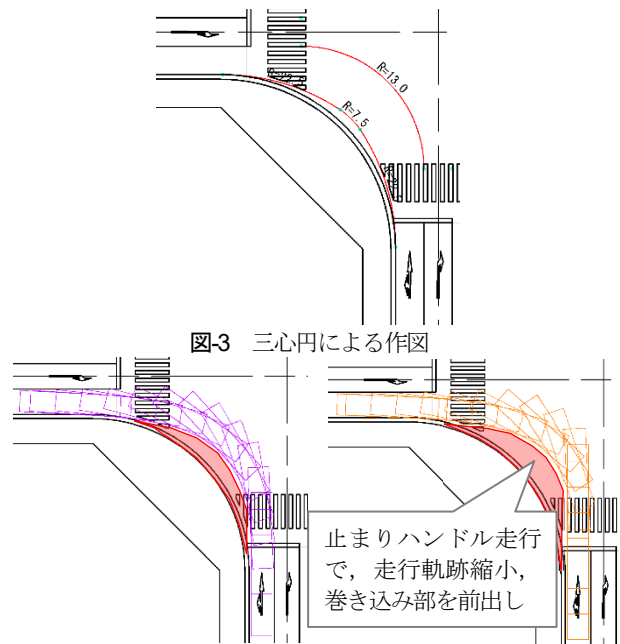 R=13.0
R=7.5
図-3 三心円による作図
止まりハンドル走行
で，走行軌跡縮小，
巻き込み部を前出し